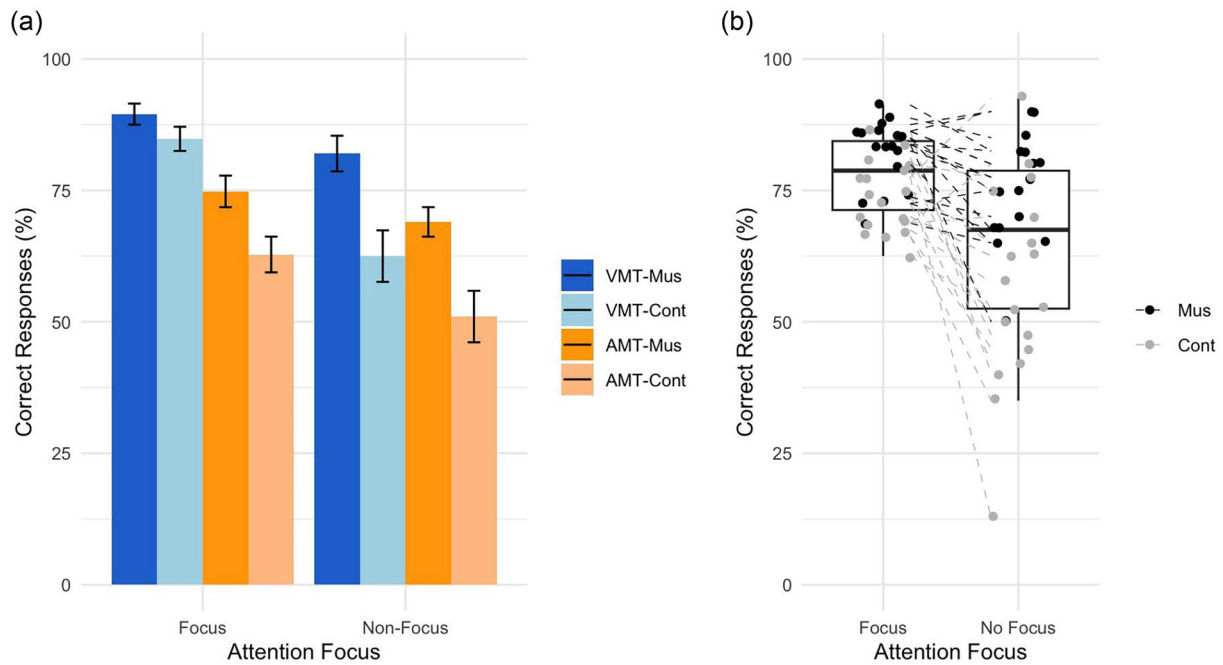 (a)
Correct Responses (%)
100
75
50
25
0
Focus
Non-Focus
Attention Focus
VMT-Mus
VMT-Cont
AMT-Mus
AMT-Cont
(b)
Correct Responses (%)
100
75
50
25
0
Focus
No Focus
Attention Focus
Mus
Cont